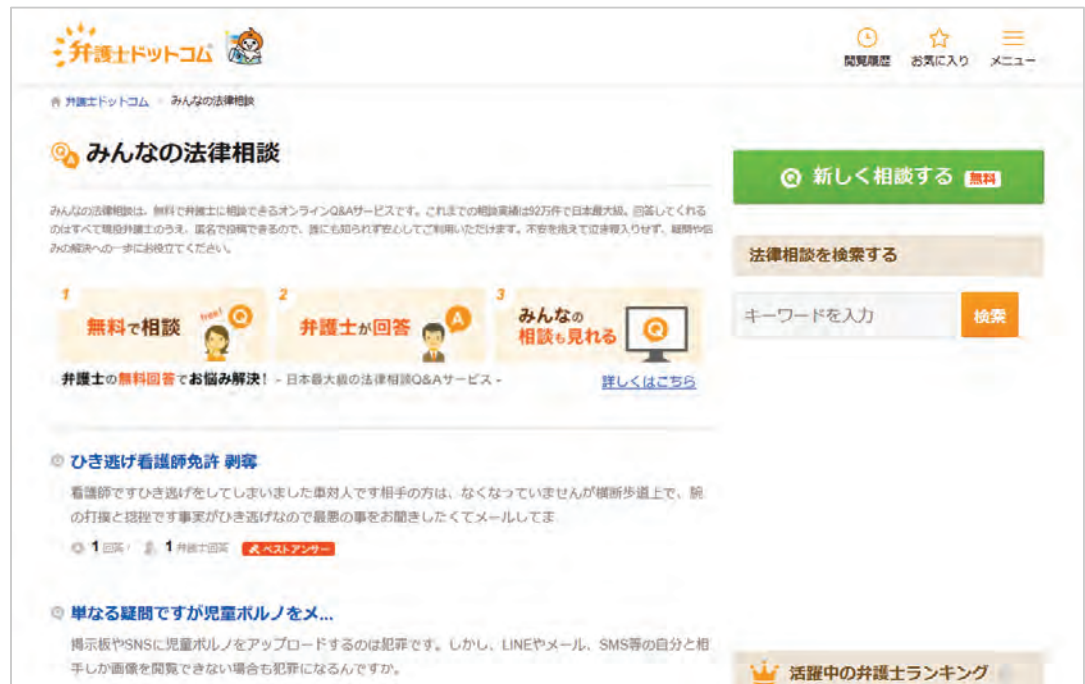 弁護士ドットコム
閲覧履歴 お気に入り メニュー
弁護士ドットコム みんなの法律相談
みんなの法律相談
新しく相談する 無料
みんなの法律相談は、無料で弁護士に相談できるオンラインQ&Aサービスです。これまでの相談実績は92万件で日本最大級。回答してくれる
のはすべて現役弁護士のうえ、匿名で投稿できるので、誰にも知られず安心してご利用いただけます。不安を抱えて泣き寝入りせず、疑問や悩
みの解決への一歩にお役立てください。
法律相談を検索する
キーワードを入力 検索
1 無料で相談 free! Q
2 弁護士が回答 A
3 みんなの
相談も見れる Q
弁護士の無料回答でお悩み解決! - 日本最大級の法律相談Q&Aサービス -
詳しくはこちら
Q ひき逃げ看護師免許 剥奪
看護師ですひき逃げをしてしまいました車対人です相手の方は、なくなっていませんが横断歩道上で、腕
の打撲と捻挫です事実がひき逃げなので最悪の事をお聞きしたくてメールしてま
1 回答 1 弁護士回答 ベストアンサー
Q 単なる疑問ですが児童ポルノをメ...
掲示板やSNSに児童ポルノをアップロードするのは犯罪です。しかし、LINEやメール、SMS等の自分と相
手しか画像を閲覧できない場合も犯罪になるんですか。
活躍中の弁護士ランキング